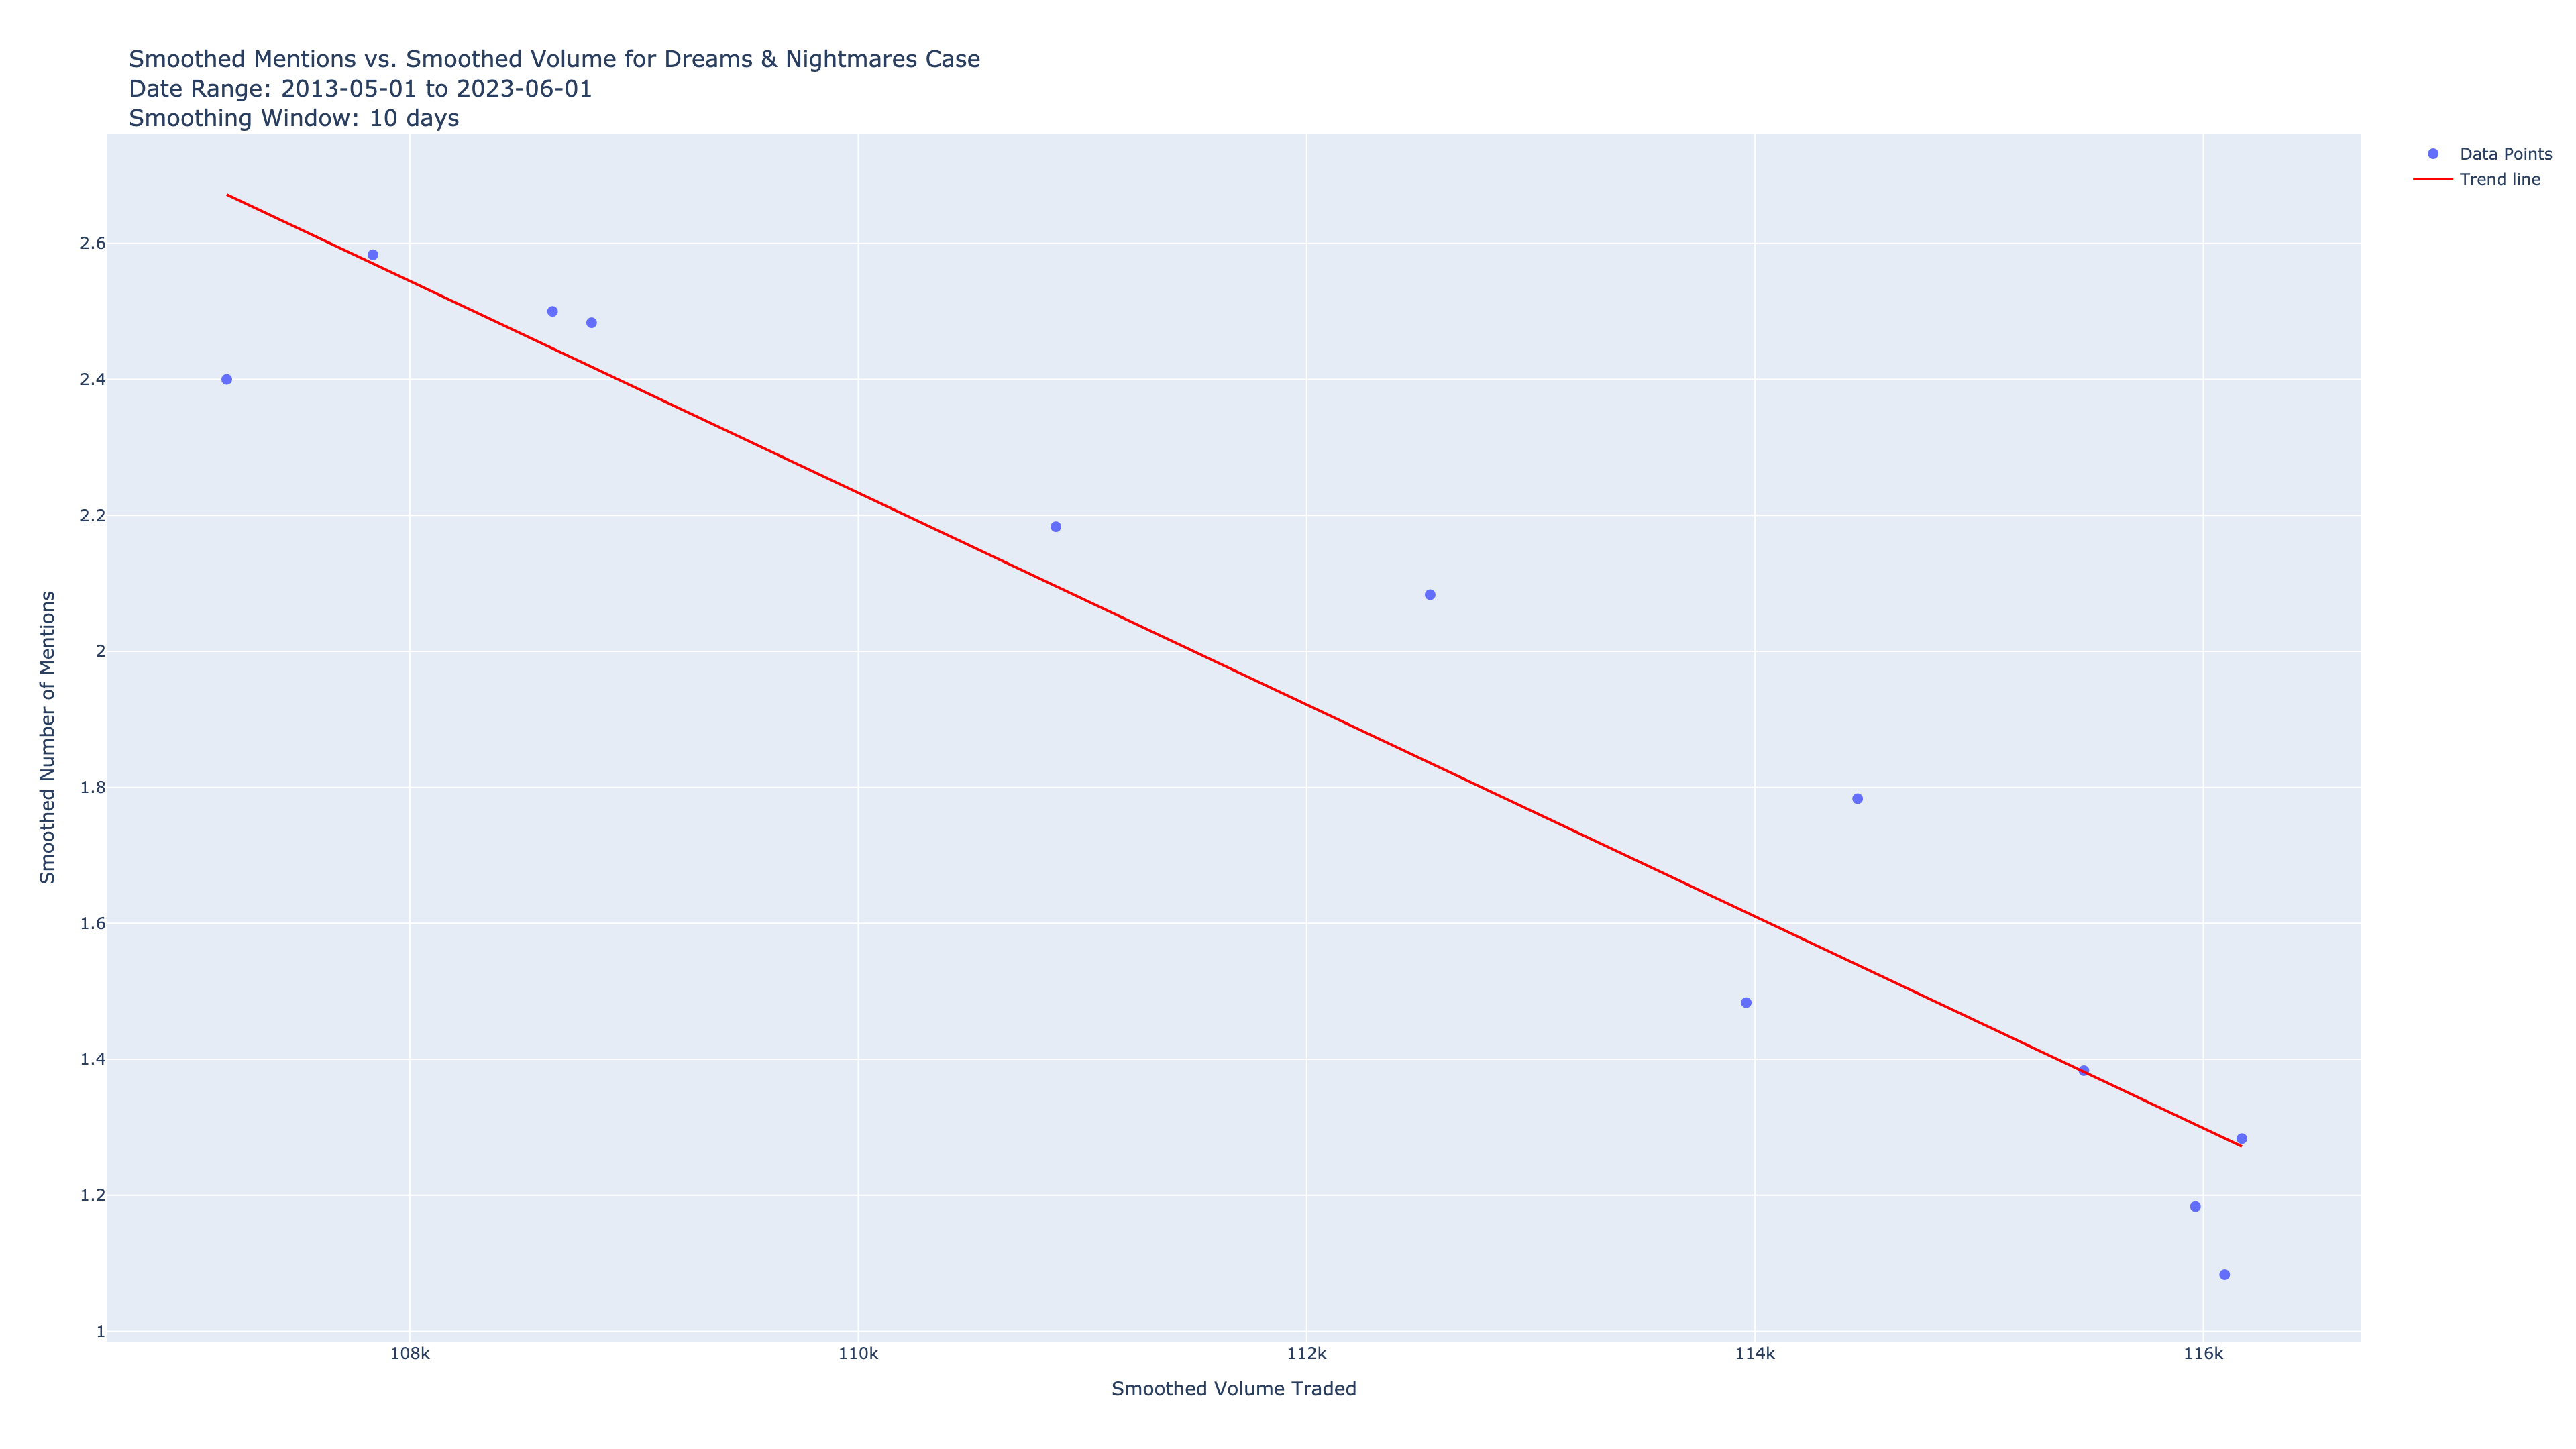 Smoothed Mentions vs. Smoothed Volume for Dreams & Nightmares Case
Date Range: 2013-05-01 to 2023-06-01
Smoothing Window: 10 days
Data Points
Trend line
2.6
2.4
2.2
2
1.8
1.6
1.4
1.2
1
Smoothed Number of Mentions
108k
110k
112k
114k
116k
Smoothed Volume Traded